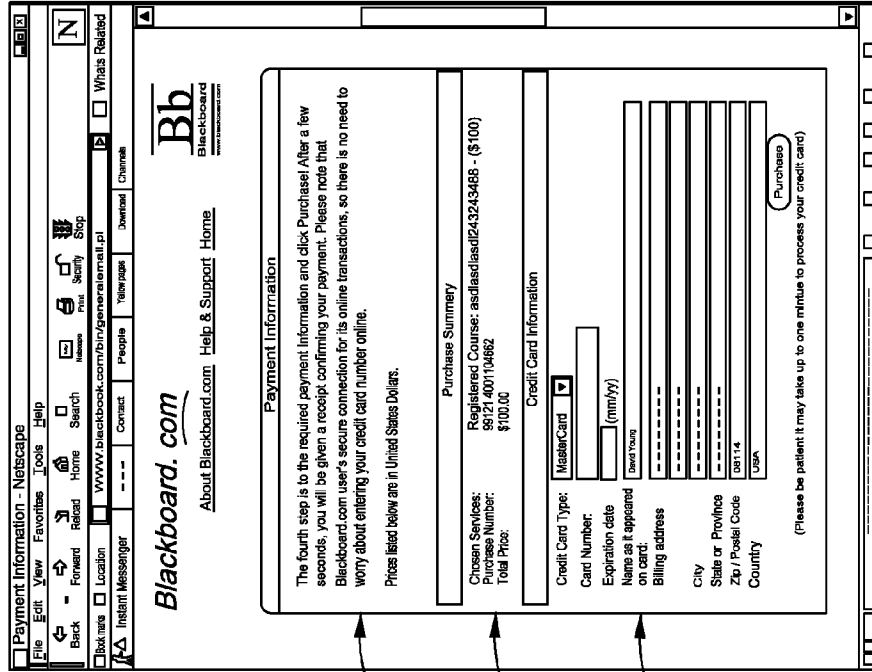 Payment Information - Netscape
File Edit View Favorites Tools Help
Back Forward Reload Home Search Netscape Print Security Stop
N
Book marks Location WWW.blackbook.com/bin/generalemall.pl Whats Related
Instant Messenger Contact People Yellow pages Download Channels
Blackboard. com
Bb
Blackboard
www.blackboard.com
About Blackboard.com Help & Support Home
Payment Information
The fourth step is to the required payment Information and click Purchase! After a few
seconds, you will be given a receipt confirming your payment. Please note that
Blackboard.com user's secure connection for its online transactions, so there is no need to
worry about entering your credit card number online.
Prices listed below are in United States Dollars.
Purchase Summery
Chosen Services: Registered Course: asdlasdlasdl243243488 - ($100)
Purchase Number: 99121 4001104662
Total Price: $100.00
Credit Card Information
Credit Card Type: MasterCard
Card Number:
Expiration date (mm/yy)
Name as it appeared
on card: David Young
Billing address
City
State or Province
Zip / Postal Code 08114
Country USA
Purchase
(Please be patient it may take up to one mintue to process your credit card)